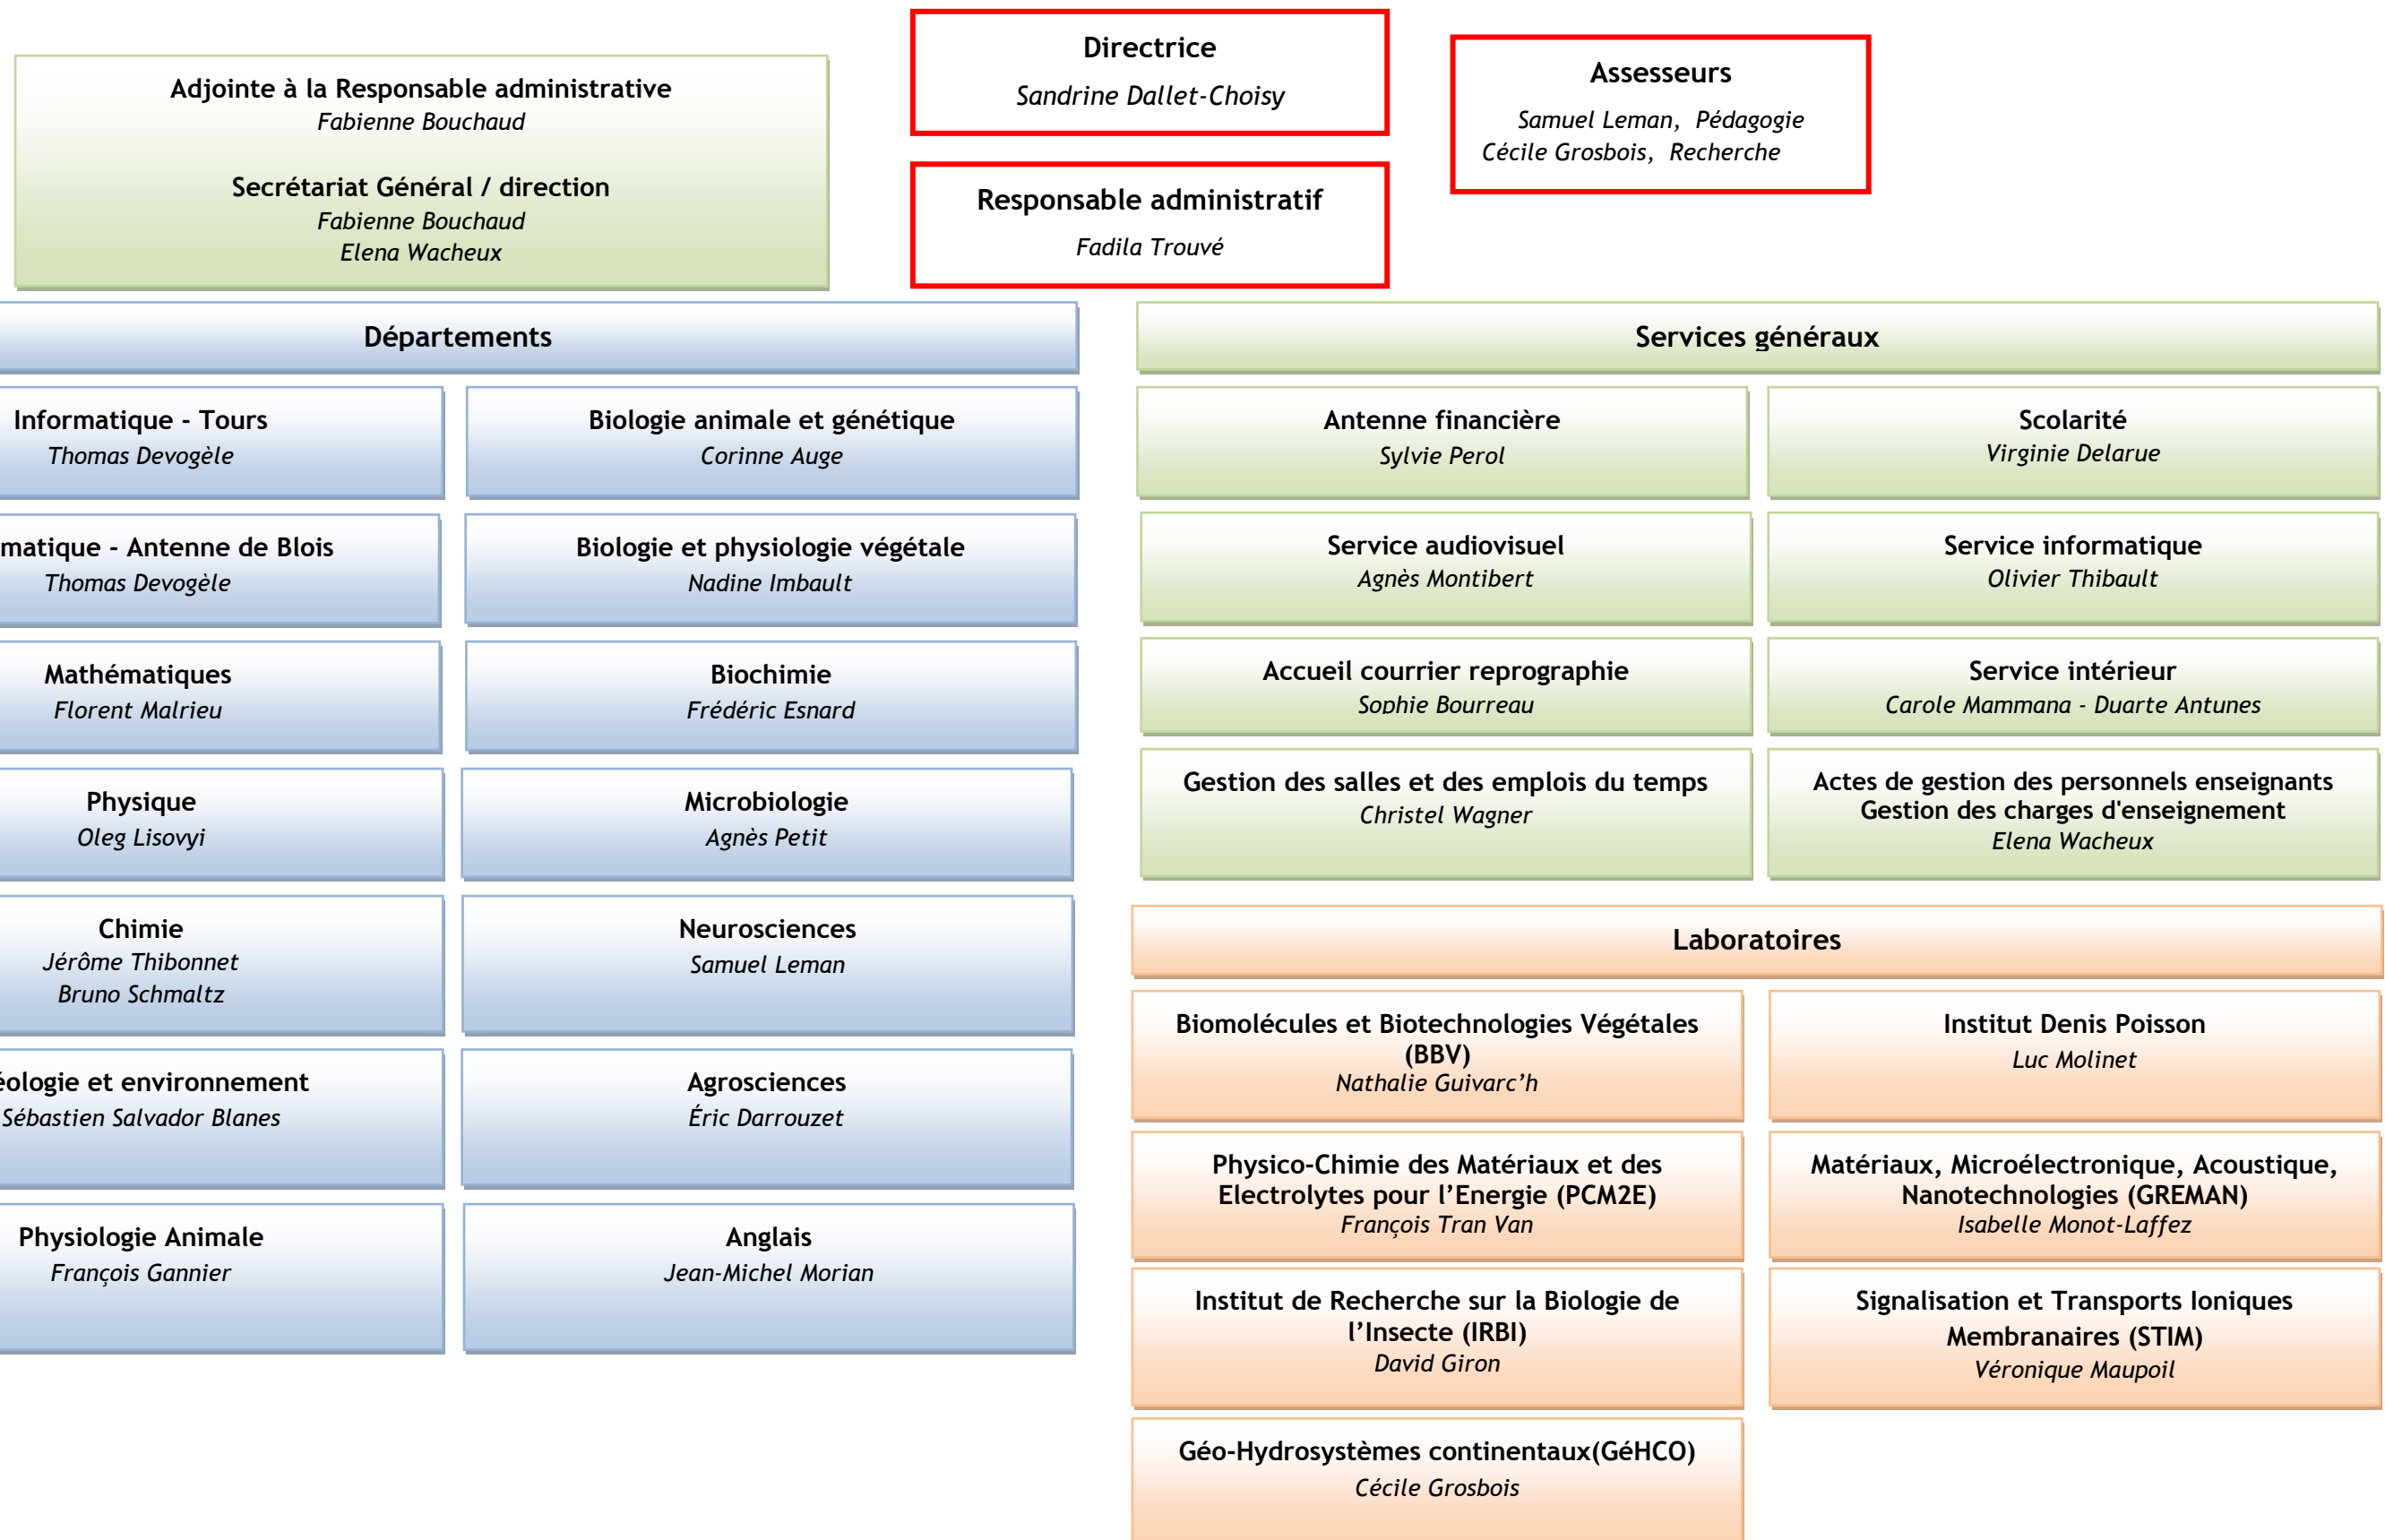 Directrice
Sandrine Dallet-Choisy
Adjointe à la Responsable administrative
Fabienne Bouchaud
Secrétariat Général / direction
Fabienne Bouchaud
Elena Wacheux
Responsable administratif
Fadila Trouvé
Assesseurs
Samuel Leman, Pédagogie
Cécile Grosbois, Recherche
Départements
Informatique - Tours
Thomas Devogèle
Biologie animale et génétique
Corinne Auge
matique - Antenne de Blois
Thomas Devogèle
Biologie et physiologie végétale
Nadine Imbault
Mathématiques
Florent Malrieu
Biochimie
Frédéric Esnard
Physique
Oleg Lisovyi
Microbiologie
Agnès Petit
Chimie
Jérôme Thibonnet
Bruno Schmaltz
Neurosciences
Samuel Leman
éologie et environnement
Sébastien Salvador Blanes
Agrosciences
Éric Darrouzet
Physiologie Animale
François Gannier
Anglais
Jean-Michel Morian
Services généraux
Antenne financière
Sylvie Perol
Scolarité
Virginie Delarue
Service audiovisuel
Agnès Montibert
Service informatique
Olivier Thibault
Accueil courrier reprographie
Sophie Bourreau
Service intérieur
Carole Mammana - Duarte Antunes
Gestion des salles et des emplois du temps
Christel Wagner
Actes de gestion des personnels enseignants
Gestion des charges d'enseignement
Elena Wacheux
Laboratoires
Biomolécules et Biotechnologies Végétales
(BBV)
Nathalie Guivarc’h
Institut Denis Poisson
Luc Molinet
Physico-Chimie des Matériaux et des
Electrolytes pour l’Energie (PCM2E)
François Tran Van
Matériaux, Microélectronique, Acoustique,
Nanotechnologies (GREMAN)
Isabelle Monot-Laffez
Institut de Recherche sur la Biologie de
l’Insecte (IRBI)
David Giron
Signalisation et Transports Ioniques
Membranaires (STIM)
Véronique Maupoil
Géo-Hydrosystèmes continentaux(GéHCO)
Cécile Grosbois